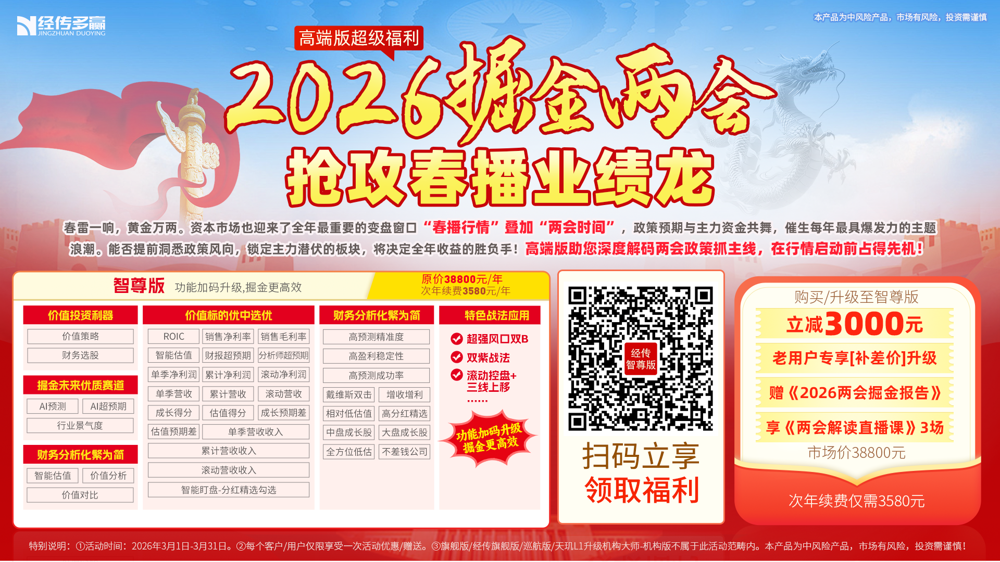 经传多赢
JINGZHUAN DUOYING
本产品为中风险产品，市场有风险，投资需谨慎
高端版超级福利
2026掘金两会
抢攻春播业绩龙
春雷一响，黄金万两。资本市场也迎来了全年最重要的变盘窗口“春播行情”叠加“两会时间”，政策预期与主力资金共舞，催生每年最具爆发力的主题
浪潮。能否提前洞悉政策风向，锁定主力潜伏的板块，将决定全年收益的胜负手！高端版助您深度解码两会政策抓主线，在行情启动前占得先机！
智尊版 功能加码升级,掘金更高效
原价38800元/年
次年续费3580元/年
价值投资利器
价值策略
财务选股
掘金未来优质赛道
AI预测 AI超预期
行业景气度
财务分析化繁为简
智能估值 价值分析
价值对比
价值标的优中选优
ROIC 销售净利率 销售毛利率
智能估值 财报超预期 分析师超预期
单季净利润 累计净利润 滚动净利润
单季营收 累计营收 滚动营收
成长得分 估值得分 成长预期差
估值预期差 单季营收收入
累计营收收入
滚动营收收入
智能盯盘-分红精选勾选
财务分析化繁为简
高预测精准度
高盈利稳定性
高预测成功率
戴维斯双击 增收增利
相对低估值 高分红精选
中盘成长股 大盘成长股
全方位低估 不差钱公司
特色战法应用
超强风口双B
双紫战法
滚动控盘+
三线上移
······
功能加码升级
掘金更高效
经传
智尊版
扫码立享
领取福利
购买/升级至智尊版
立减3000元
老用户专享[补差价]升级
赠《2026两会掘金报告》
享《两会解读直播课》3场
市场价38800元
次年续费仅需3580元
特别说明：①活动时间：2026年3月1日-3月31日。②每个客户/用户仅限享受一次活动优惠/赠送。③旗舰版/经传旗舰版/巡航版/天玑L1升级机构大师-机构版不属于此活动范畴内。本产品为中风险产品，市场有风险，投资需谨慎！